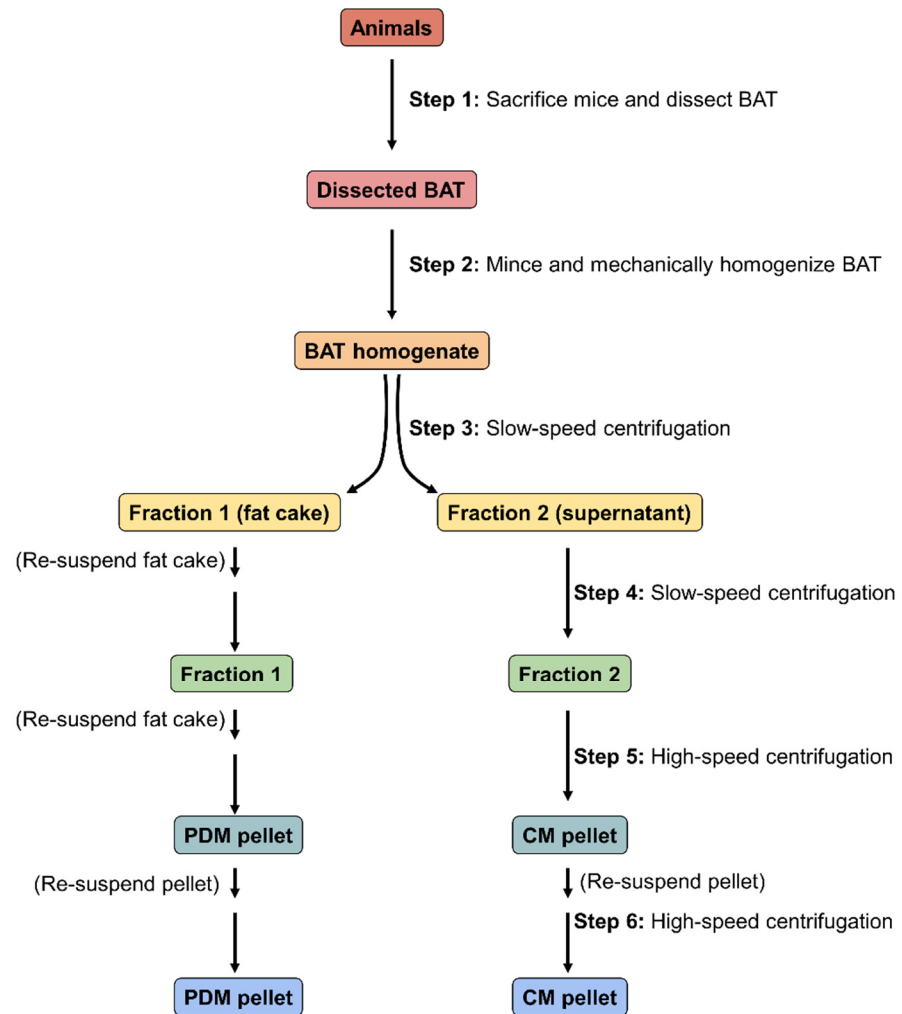 Animals
Step 1: Sacrifice mice and dissect BAT
Dissected BAT
Step 2: Mince and mechanically homogenize BAT
BAT homogenate
Step 3: Slow-speed centrifugation
Fraction 1 (fat cake)
Fraction 2 (supernatant)
(Re-suspend fat cake)
Step 4: Slow-speed centrifugation
Fraction 1
Fraction 2
(Re-suspend fat cake)
Step 5: High-speed centrifugation
PDM pellet
CM pellet
(Re-suspend pellet)
(Re-suspend pellet)
Step 6: High-speed centrifugation
PDM pellet
CM pellet